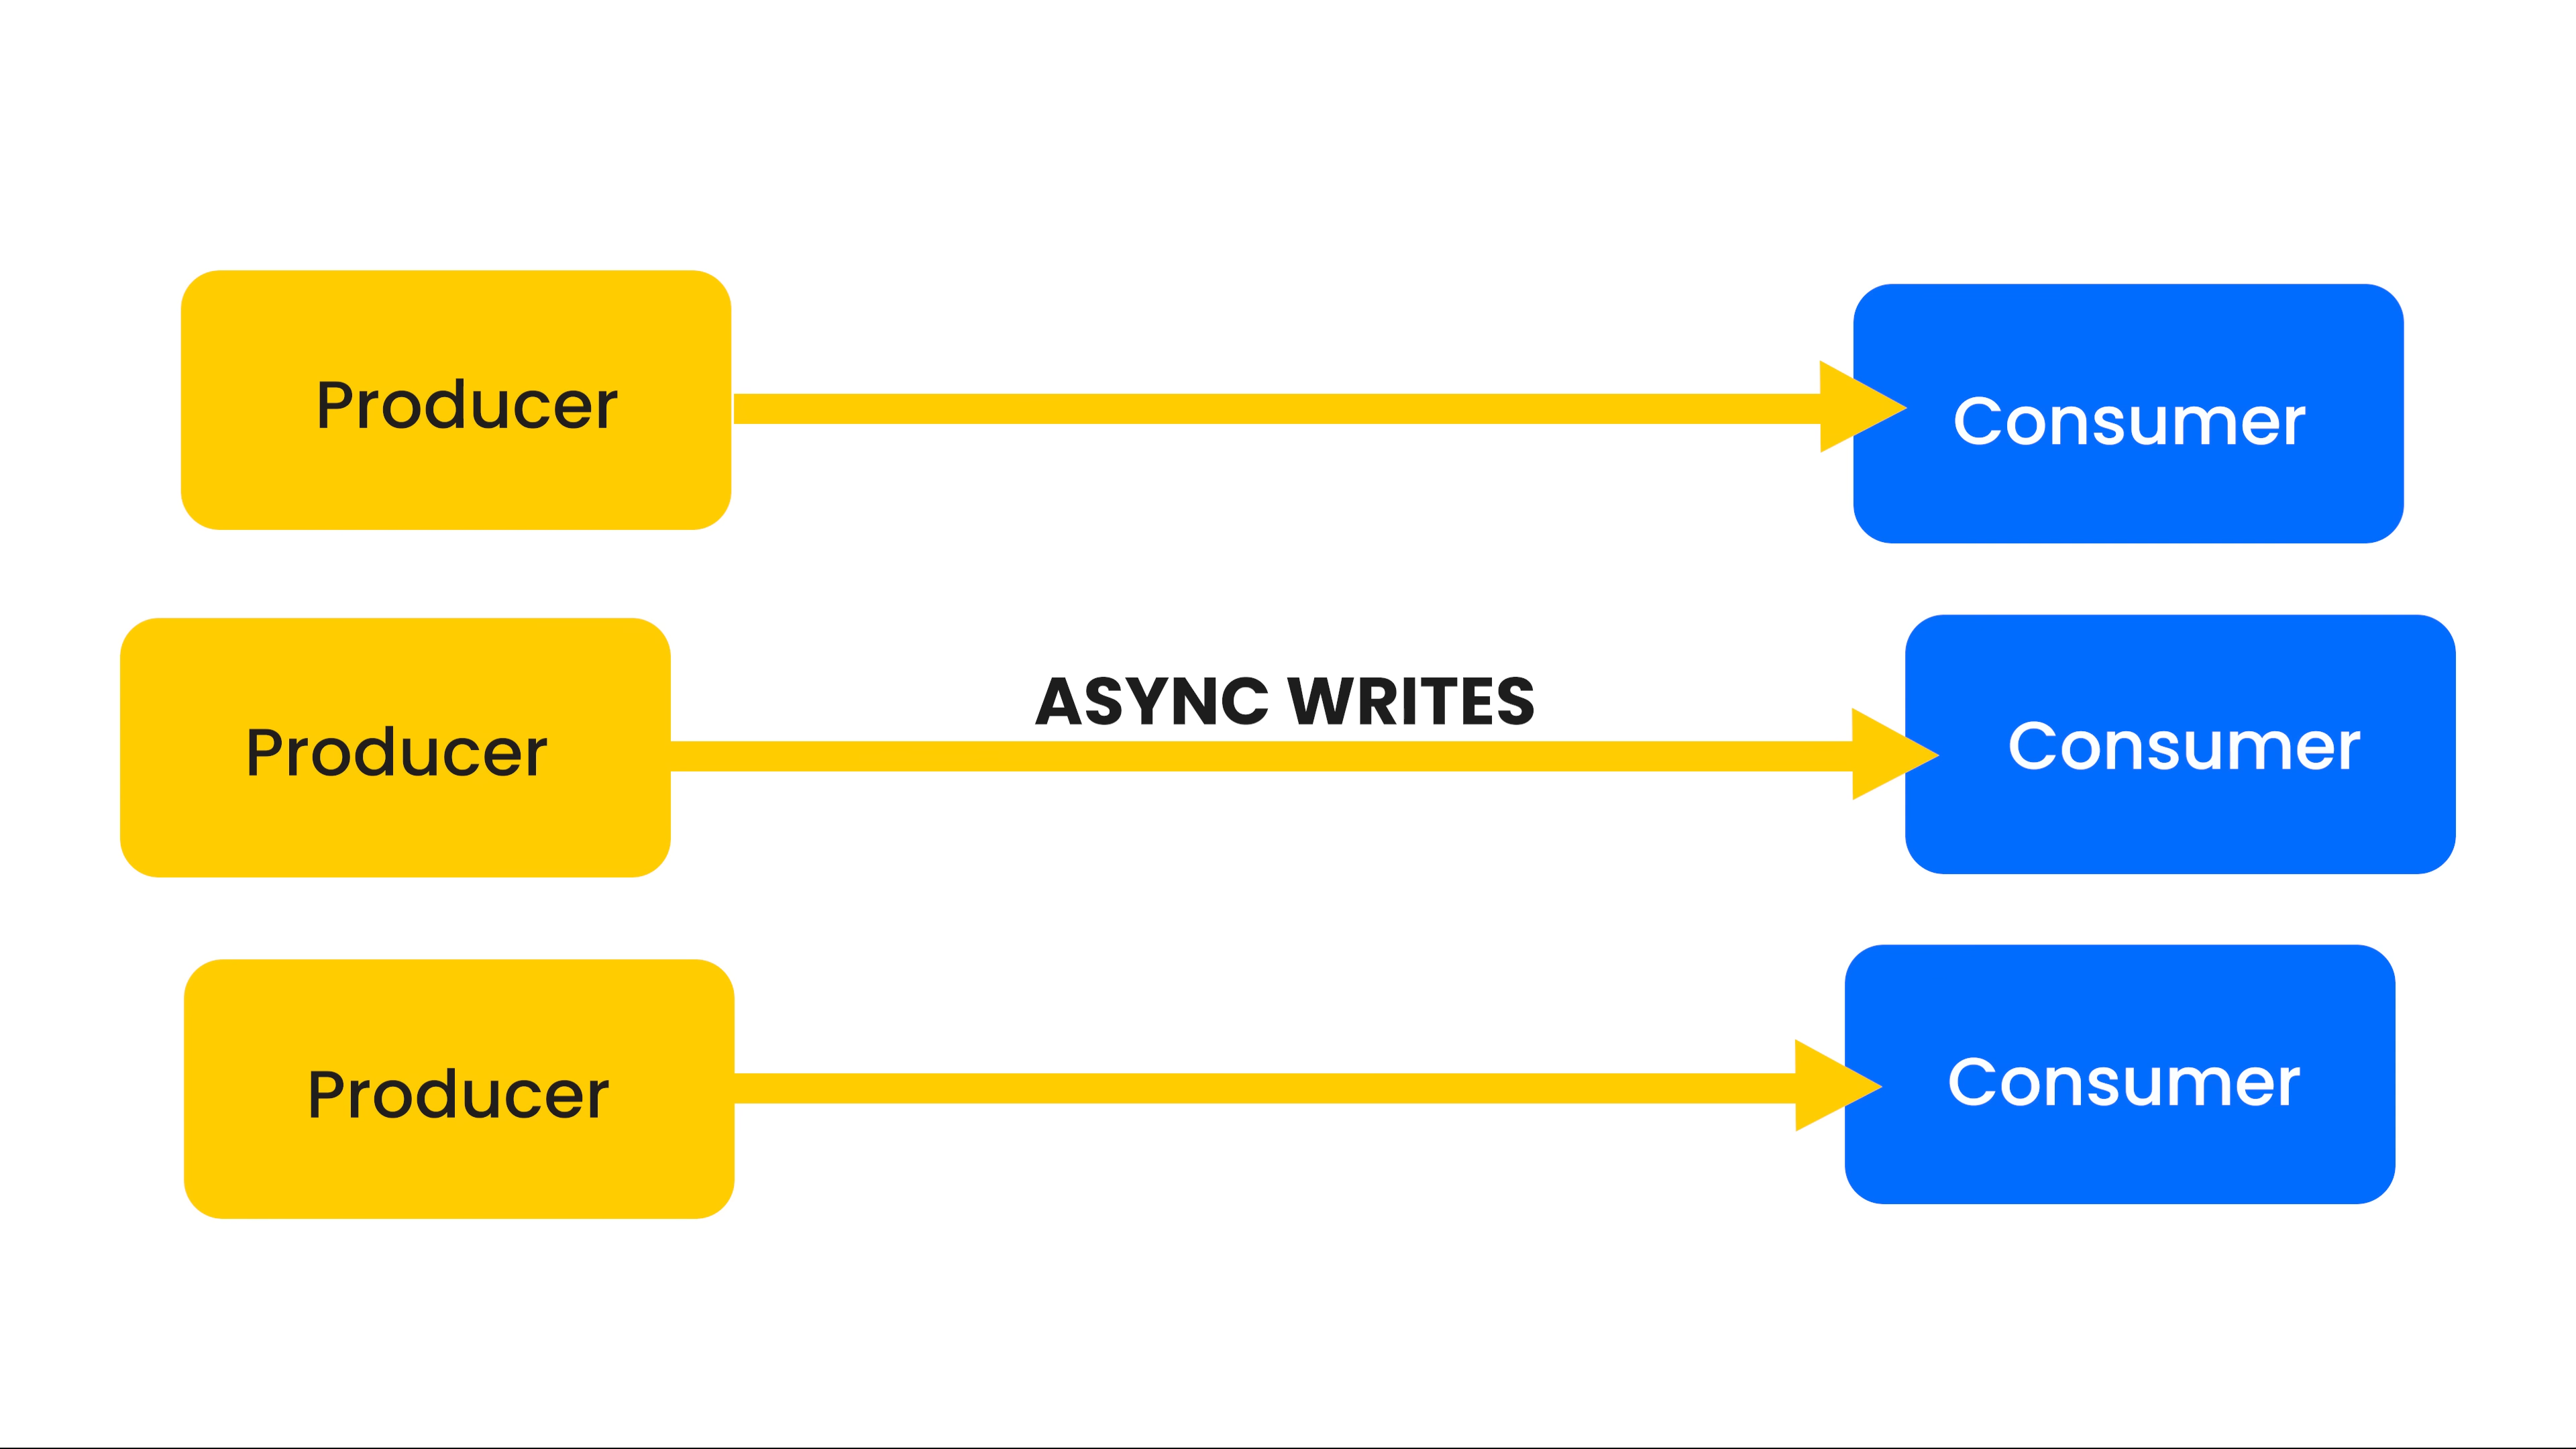 Producer
Consumer
ASYNC WRITES
Producer
Consumer
Producer
Consumer